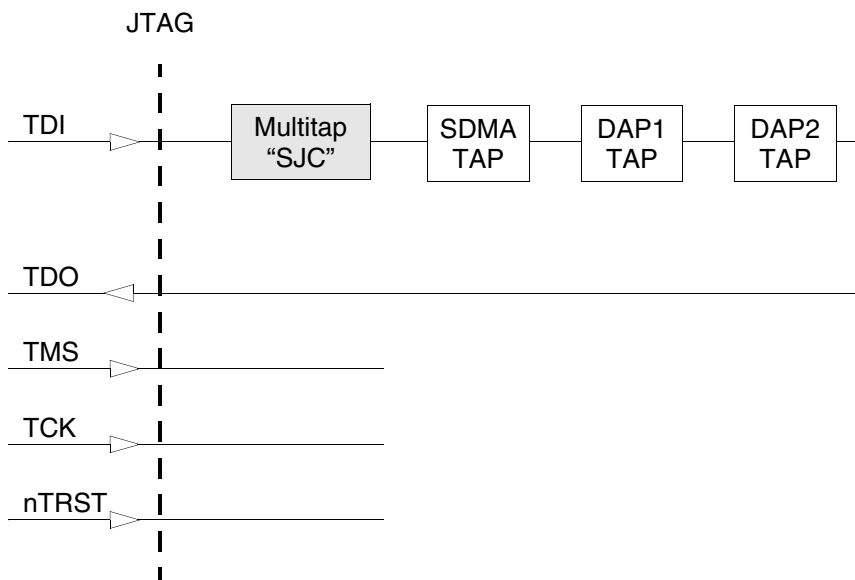 JTAG
TDI
Multitap
“SJC”
SDMA
TAP
DAP1
TAP
DAP2
TAP
TDO
TMS
TCK
nTRST